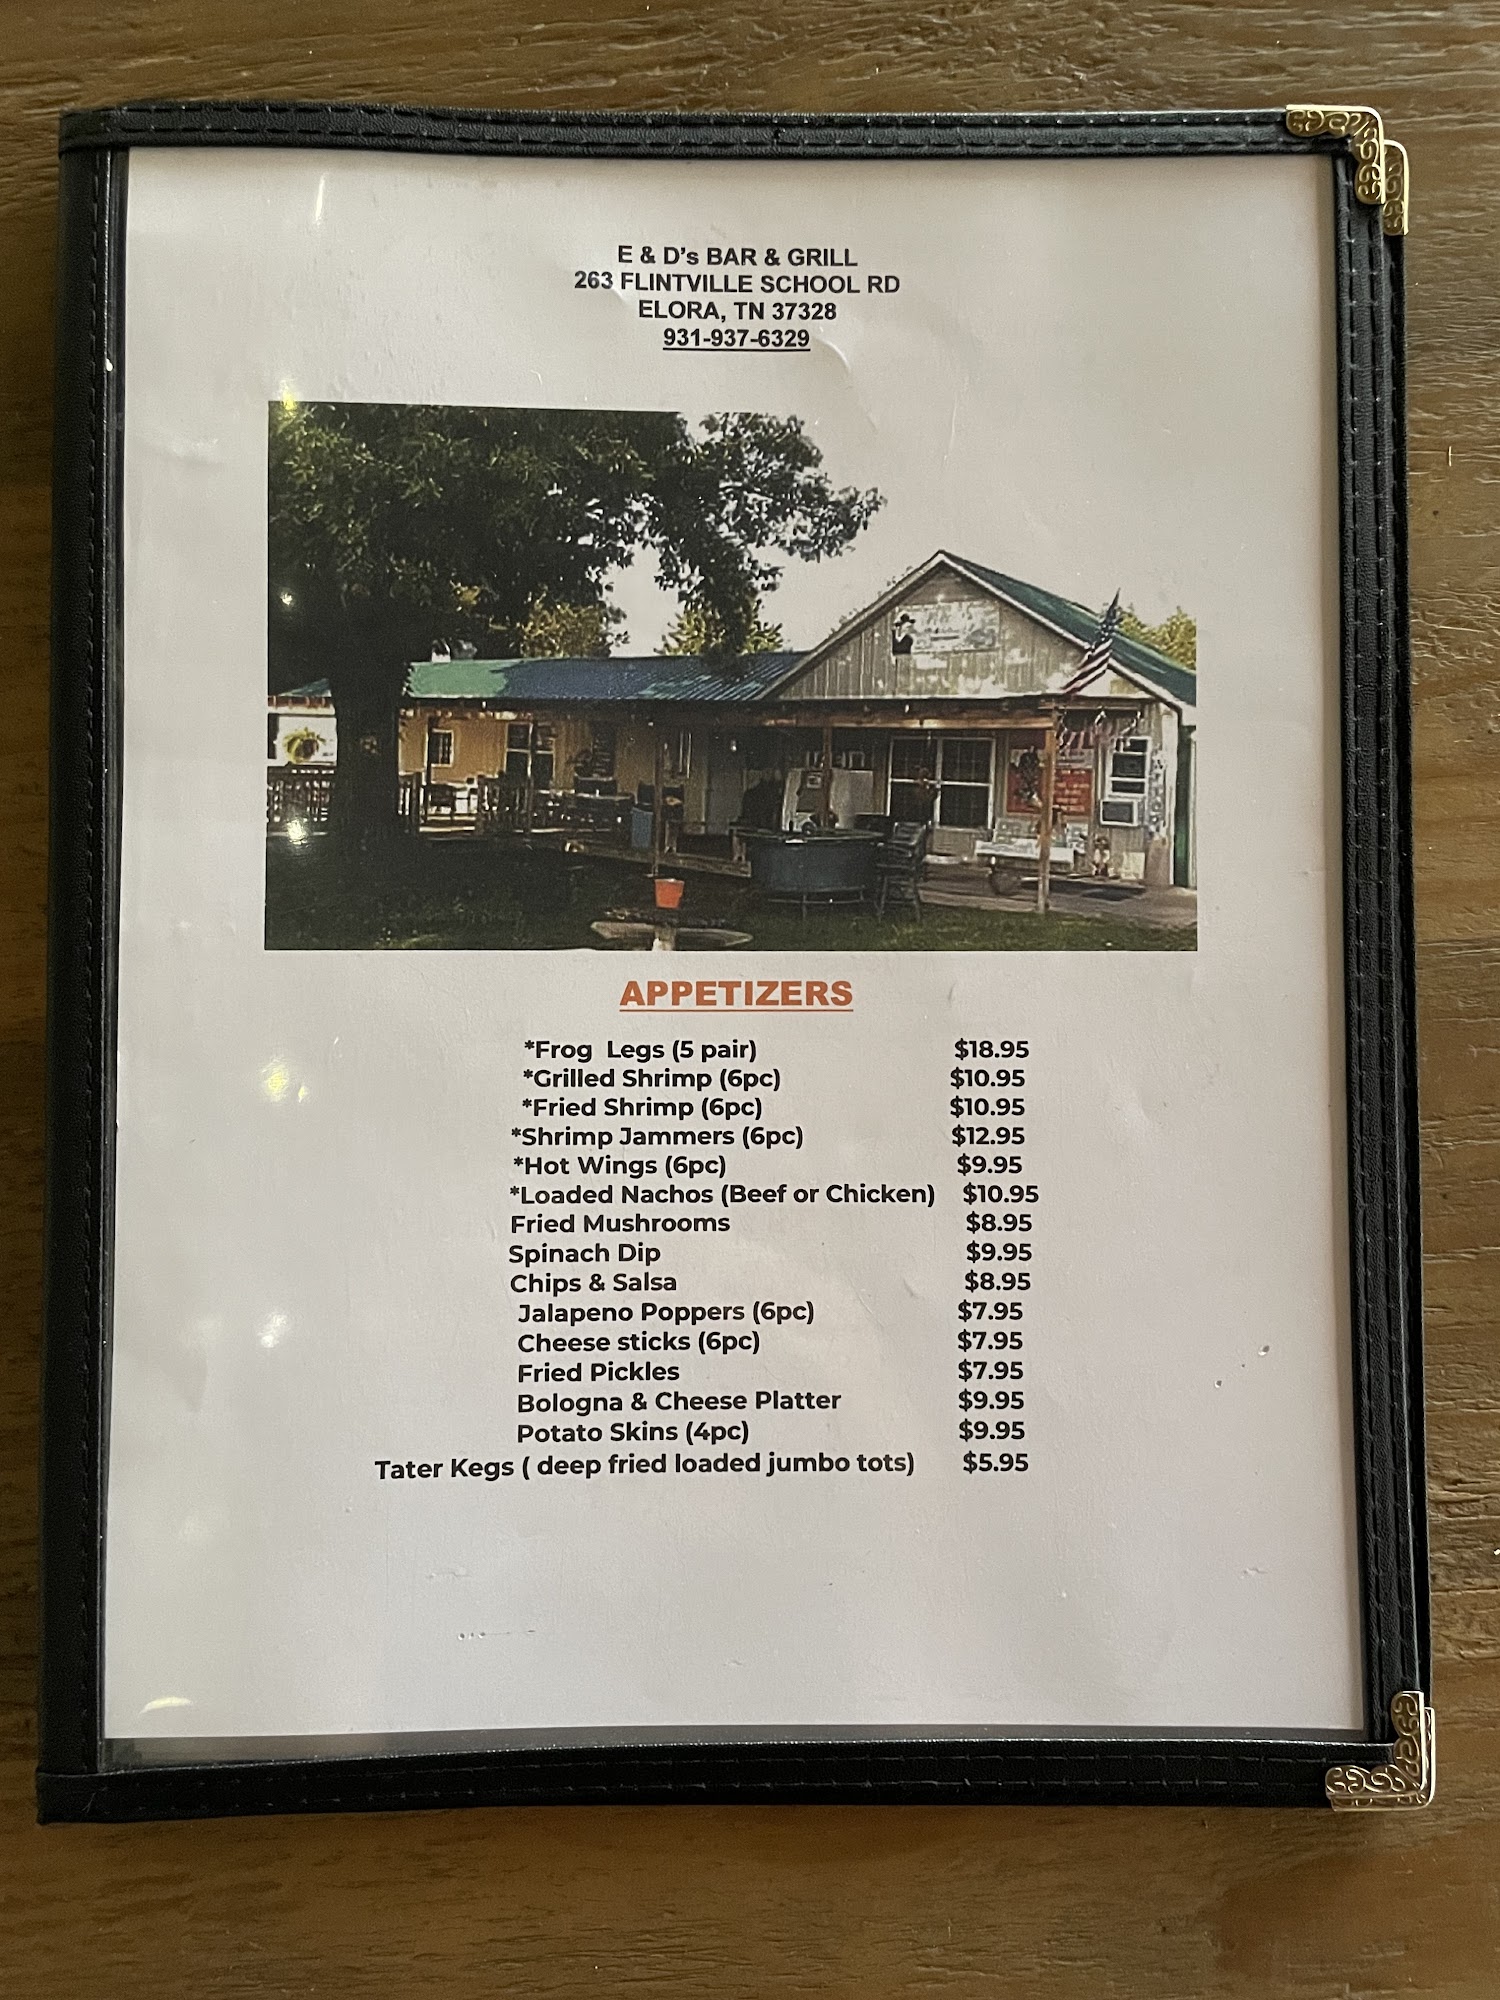 E & D's BAR & GRILL
263 FLINTVILLE SCHOOL RD
ELORA, TN 37328
931-937-6329
APPETIZERS
*Frog Legs (5 pair) $18.95
*Grilled Shrimp (6pc) $10.95
*Fried Shrimp (6pc) $10.95
*Shrimp Jammers (6pc) $12.95
*Hot Wings (6pc) $9.95
*Loaded Nachos (Beef or Chicken) $10.95
Fried Mushrooms $8.95
Spinach Dip $9.95
Chips & Salsa $8.95
Jalapeno Poppers (6pc) $7.95
Cheese sticks (6pc) $7.95
Fried Pickles $7.95
Bologna & Cheese Platter $9.95
Potato Skins (4pc) $9.95
Tater Kegs ( deep fried loaded jumbo tots) $5.95